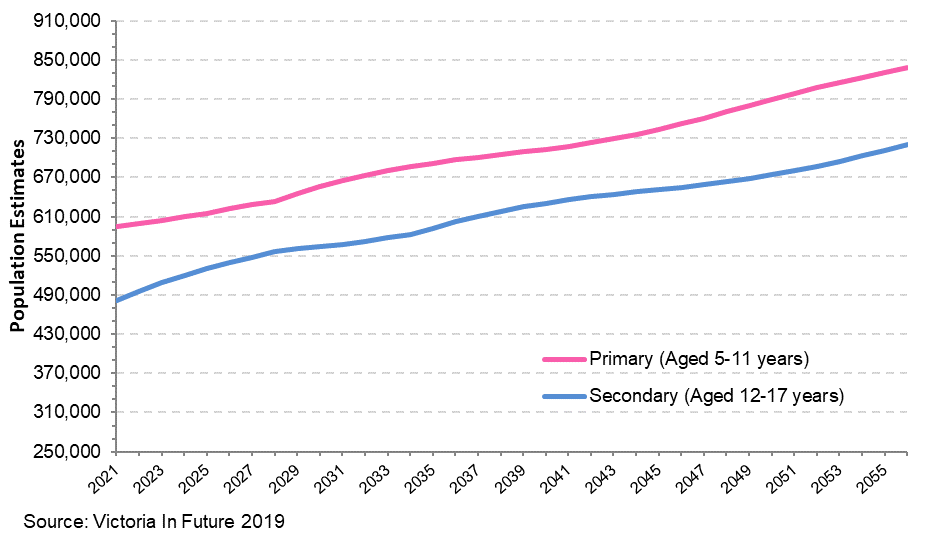 910,000
850,000
790,000
730,000
670,000
610,000
550,000
490,000
430,000
370,000
310,000
250,000
Population Estimates
Primary (Aged 5-11 years)
Secondary (Aged 12-17 years)
2021 2023 2025 2027 2029 2031 2033 2035 2037 2039 2041 2043 2045 2047 2049 2051 2053 2055
Source: Victoria In Future 2019